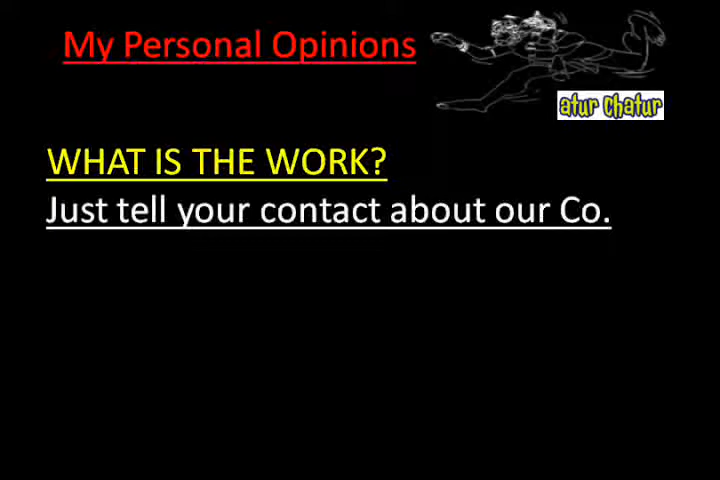 My Personal Opinions
atur Chatur
WHAT IS THE WORK?
Just tell your contact about our Co.